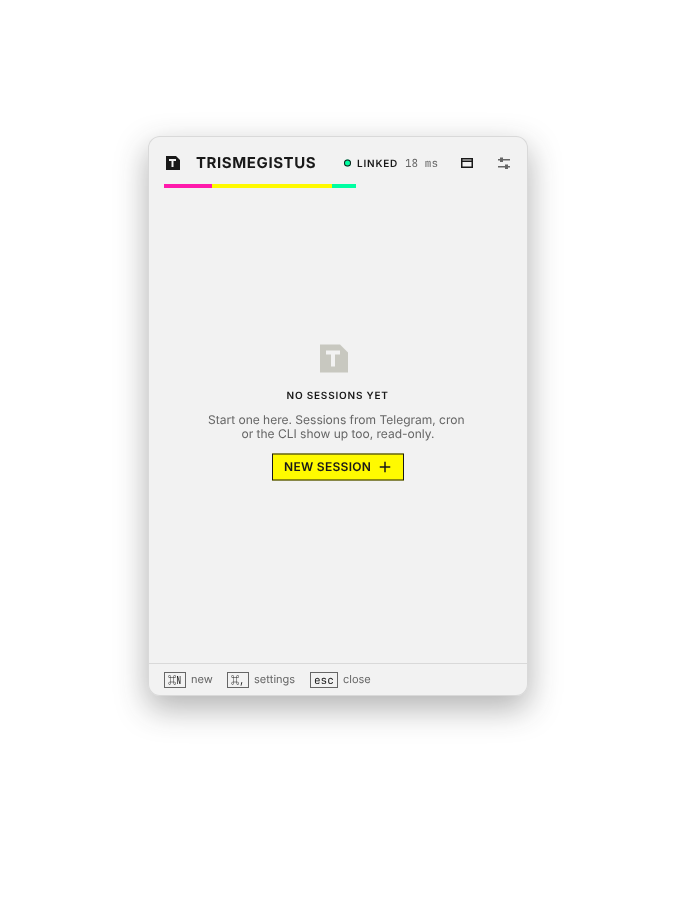 T TRISMEGISTUS LINKED 18 ms
T
NO SESSIONS YET
Start one here. Sessions from Telegram, cron
or the CLI show up too, read-only.
NEW SESSION +
⌘N new ⌘, settings esc close